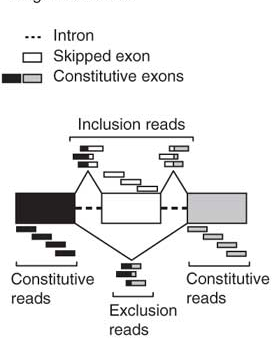 Intron
Skipped exon
Constitutive exons
Inclusion reads
Constitutive
reads
Exclusion
reads
Constitutive
reads